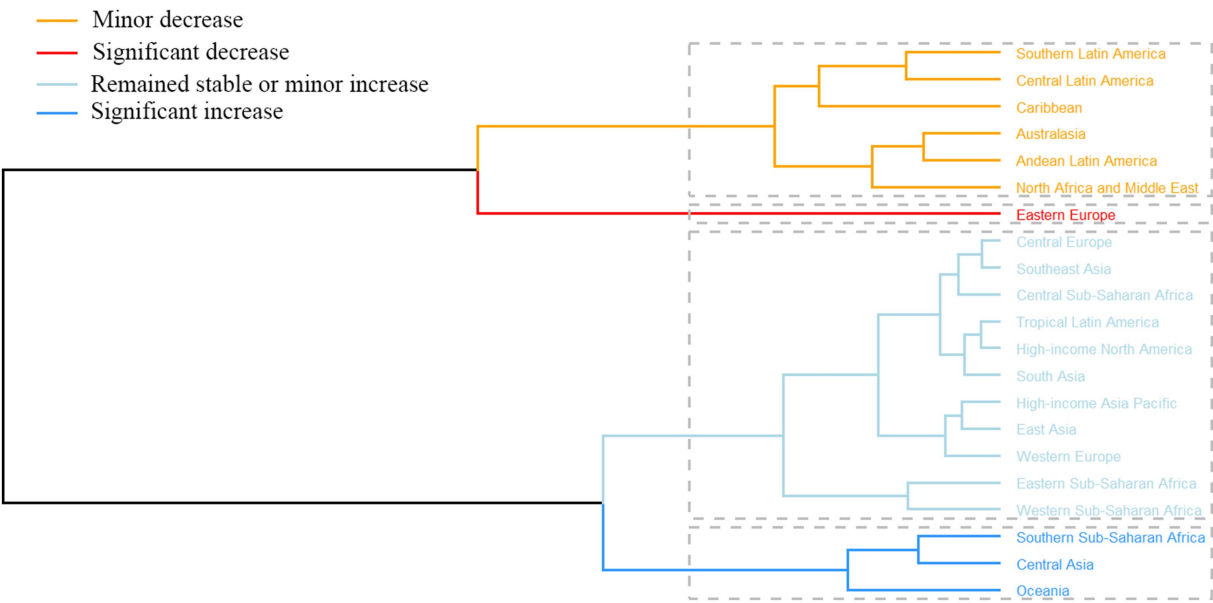 Minor decrease
Significant decrease
Remained stable or minor increase
Significant increase
Southern Latin America
Central Latin America
Caribbean
Australasia
Andean Latin America
North Africa and Middle East
Eastern Europe
Central Europe
Southeast Asia
Central Sub-Saharan Africa
Tropical Latin America
High-income North America
South Asia
High-income Asia Pacific
East Asia
Western Europe
Eastern Sub-Saharan Africa
Western Sub-Saharan Africa
Southern Sub-Saharan Africa
Central Asia
Oceania